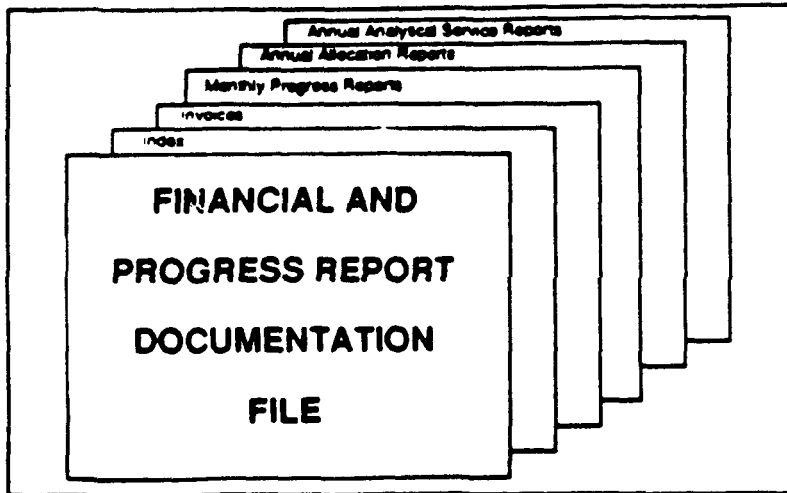 Annual Analytical Service Reports
Annual Allocation Reports
Monthly Progress Reports
Invoices
Index
FINANCIAL AND
PROGRESS REPORT
DOCUMENTATION
FILE